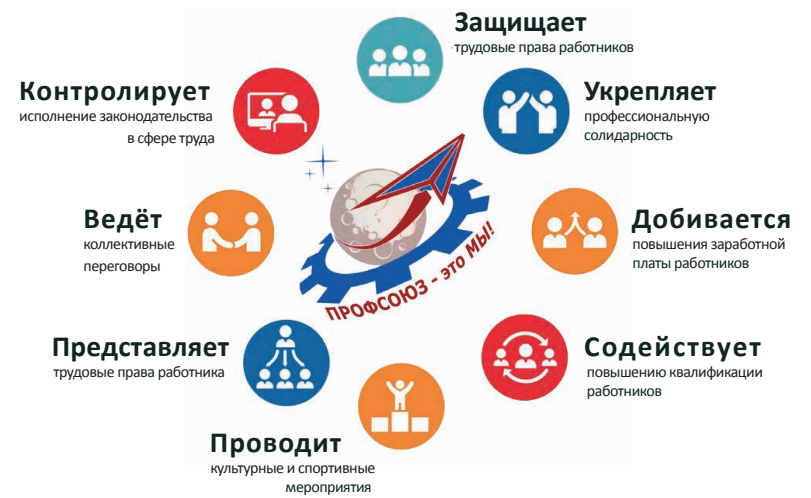 Защищает
трудовые права работников
Укрепляет
профессиональную
солидарность
Добивается
повышения заработной
платы работников
Содействует
повышению квалификации
работников
Проводит
культурные и спортивные
мероприятия
Представляет
трудовые права работника
Ведёт
коллективные
переговоры
Контролирует
исполнение законодательства
в сфере труда
ПРОФСОЮЗ - это МЫ!